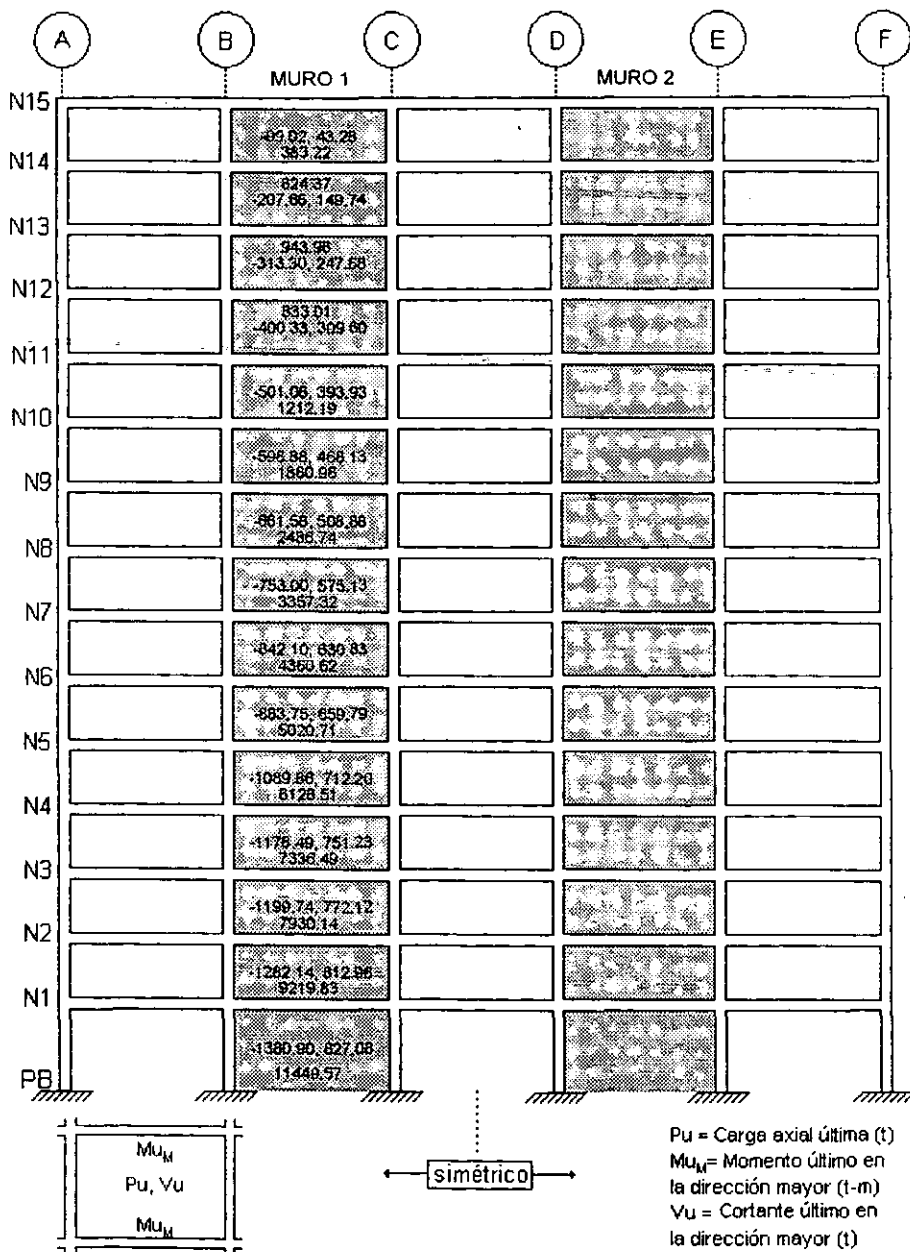 A B C D E F
MURO 1 MURO 2
N15
43.28
383.22
N14
624.37
-207.66, 149.74
N13
943.96
-313.30, 247.68
N12
833.01
-400.33, 309.60
N11
-501.06, 393.93
1212.19
N10
-596.88, 466.13
1860.96
N9
-661.58, 508.86
2486.74
N8
-753.00, 575.13
3357.32
N7
-842.10, 630.83
4360.62
N6
-883.75, 659.79
5020.71
N5
-1089.86, 712.20
6128.51
N4
-1176.49, 751.23
7336.49
N3
-1199.74, 772.12
7930.14
N2
-1282.14, 812.96
9219.83
N1
-1380.90, 827.08
11449.57
PB
simétrico
MuM
Pu, Vu
MuM
Pu = Carga axial última (t)
MuM= Momento último en
la dirección mayor (t-m)
Vu = Cortante último en
la dirección mayor (t)